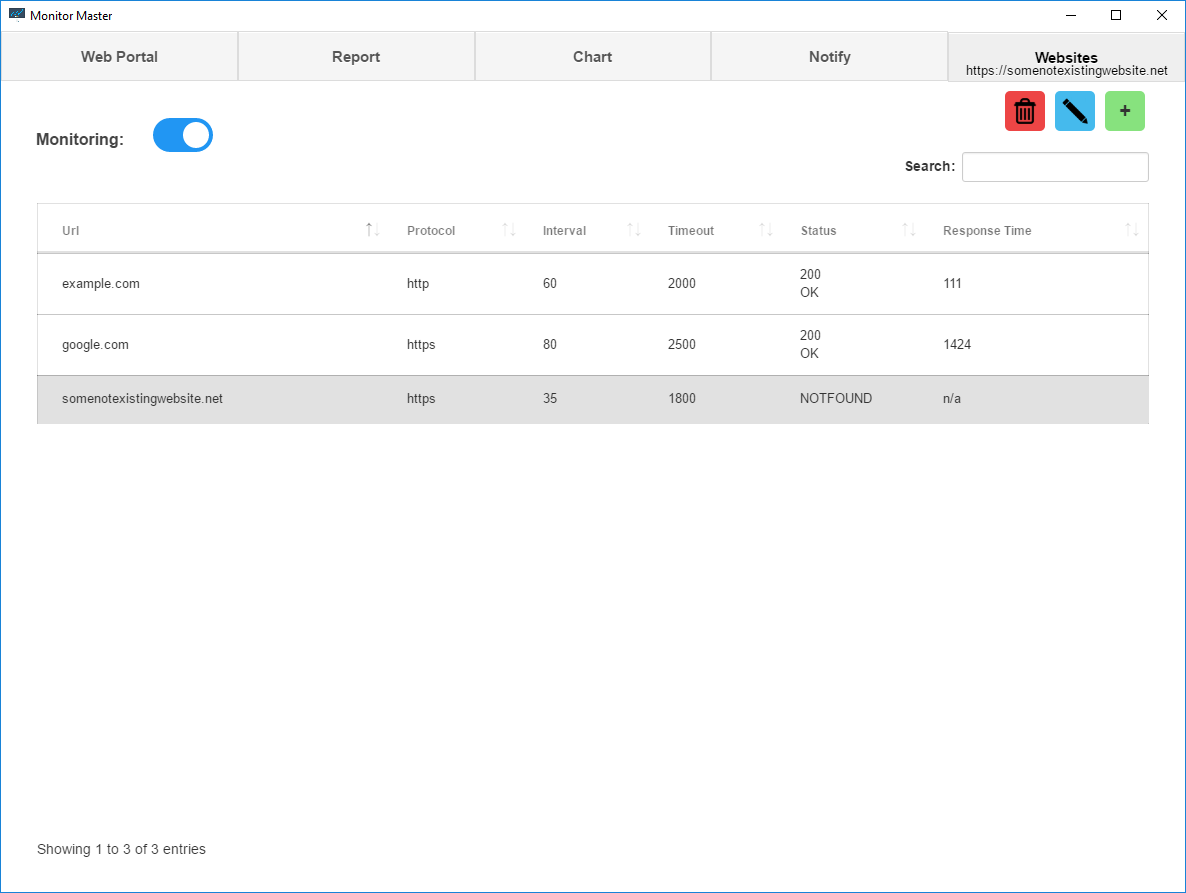 Monitor Master
Web Portal Report Chart Notify Websites
https://somenotexistingwebsite.net
+
Monitoring:
Search:
Url Protocol Interval Timeout Status Response Time
example.com http 60 2000 200 OK 111
google.com https 80 2500 200 OK 1424
somenotexistingwebsite.net https 35 1800 NOTFOUND n/a
Showing 1 to 3 of 3 entries